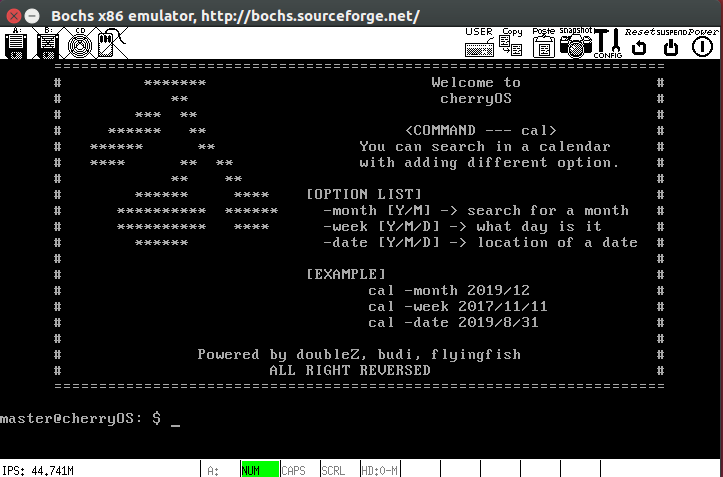 Bochs x86 emulator, http://bochs.sourceforge.net/
A: B: CD USER Copy Paste snapshot CONFIG Reset SUSPEND Power
==================================================================
# ******* Welcome to #
# ** cherryOS #
# *** ** #
# ****** ** <COMMAND --- cal> #
# ****** ** You can search in a calendar #
# **** ** ** with adding different option. #
# ** ** #
# ****** **** [OPTION LIST] #
# ********** ****** -month [Y/M] -> search for a month #
# ********** **** -week [Y/M/D] -> what day is it #
# ****** -date [Y/M/D] -> location of a date #
# #
# [EXAMPLE] #
# cal -month 2019/12 #
# cal -week 2017/11/11 #
# cal -date 2019/8/31 #
# #
# Powered by doubleZ, budi, flyingfish #
# ALL RIGHT REVERSED #
==================================================================
master@cherryOS: $ _
IPS: 44.741M A: NUM CAPS SCRL HD:0-M